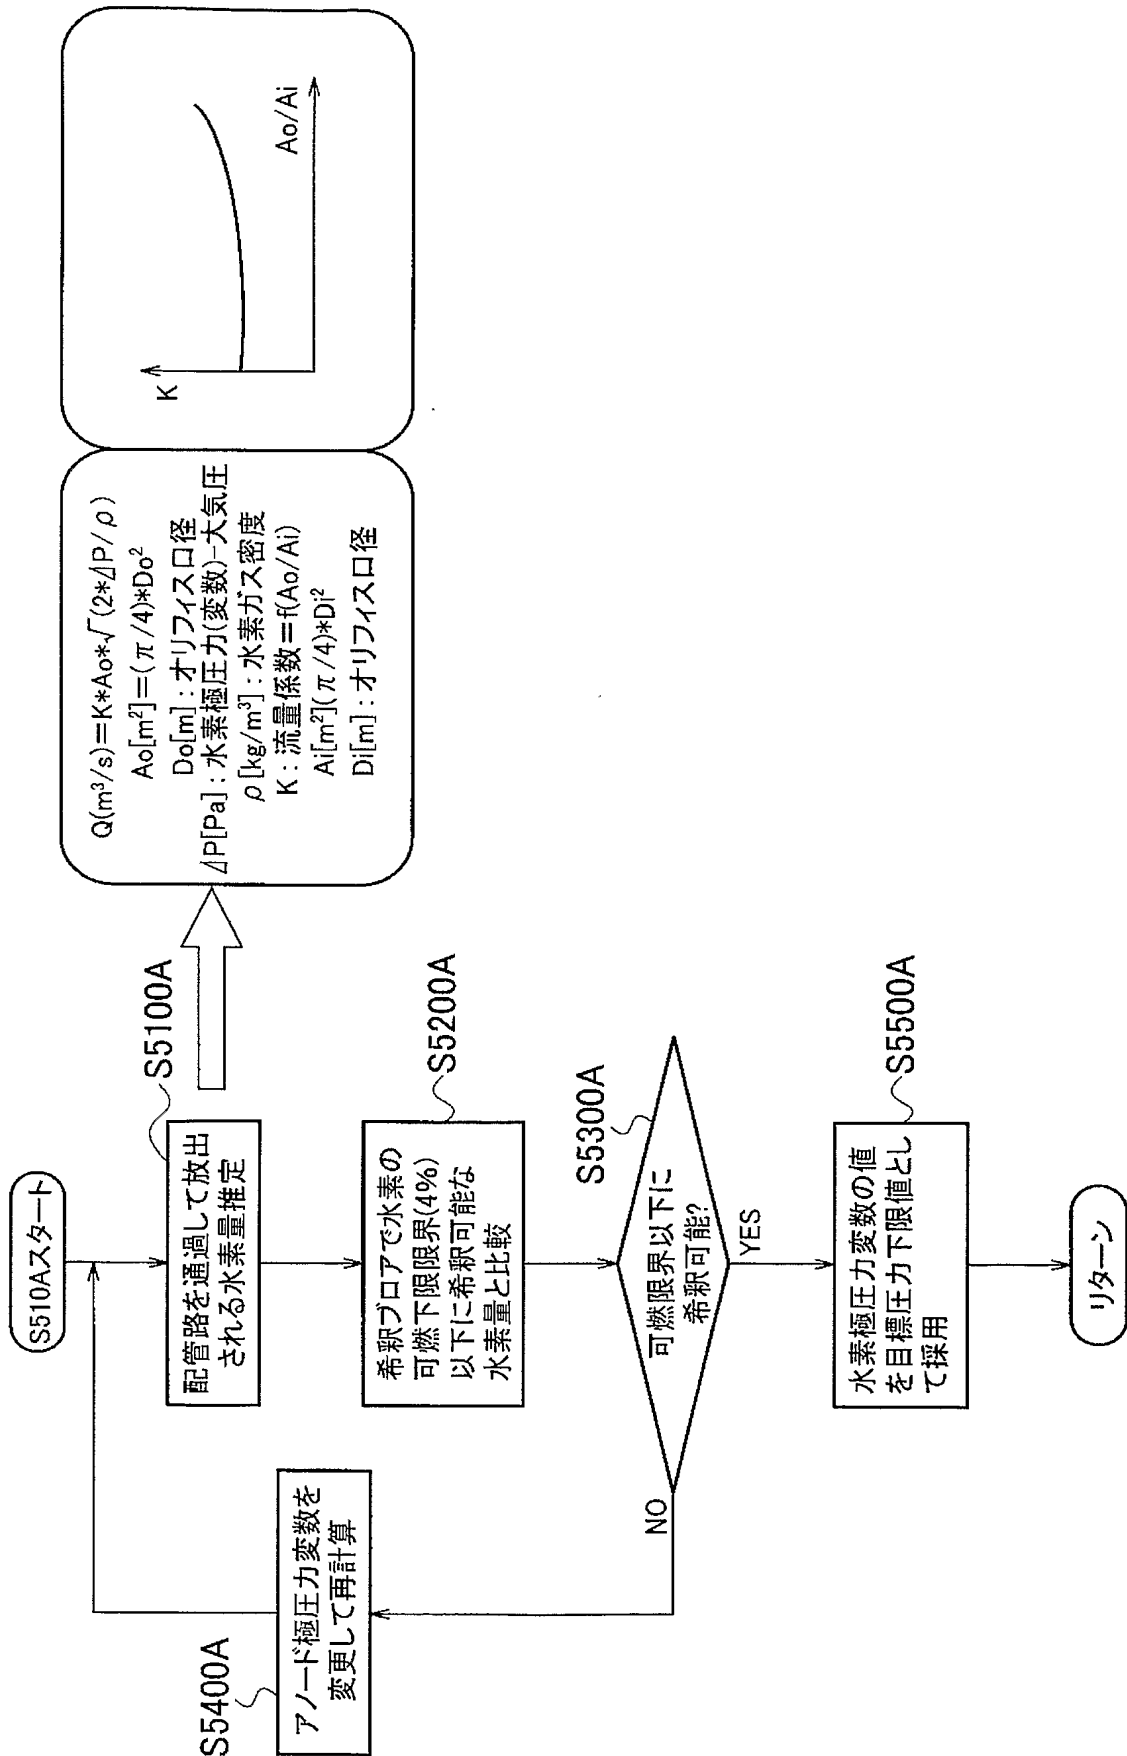 S510Aスタート
S5100A
配管路を通過して放出
される水素量推定
Q(m³/s)=K*Ao*√(2*⊿P/ρ)
Ao[m²]=(π/4)*Do²
Do[m]:オリフィス口径
⊿P[Pa]:水素極圧力(変数)-大気圧
ρ[kg/m³]:水素ガス密度
K:流量係数=f(Ao/Ai)
Ai[m²](π/4)*Di²
Di[m]:オリフィス口径
K
Ao/Ai
S5200A
希釈ブロアで水素の
可燃下限限界(4%)
以下に希釈可能な
水素量と比較
S5300A
可燃限界以下に
希釈可能?
YES
NO
S5400A
アノード極圧力変数を
変更して再計算
S5500A
水素極圧力変数の値
を目標圧力下限値とし
て採用
リターン